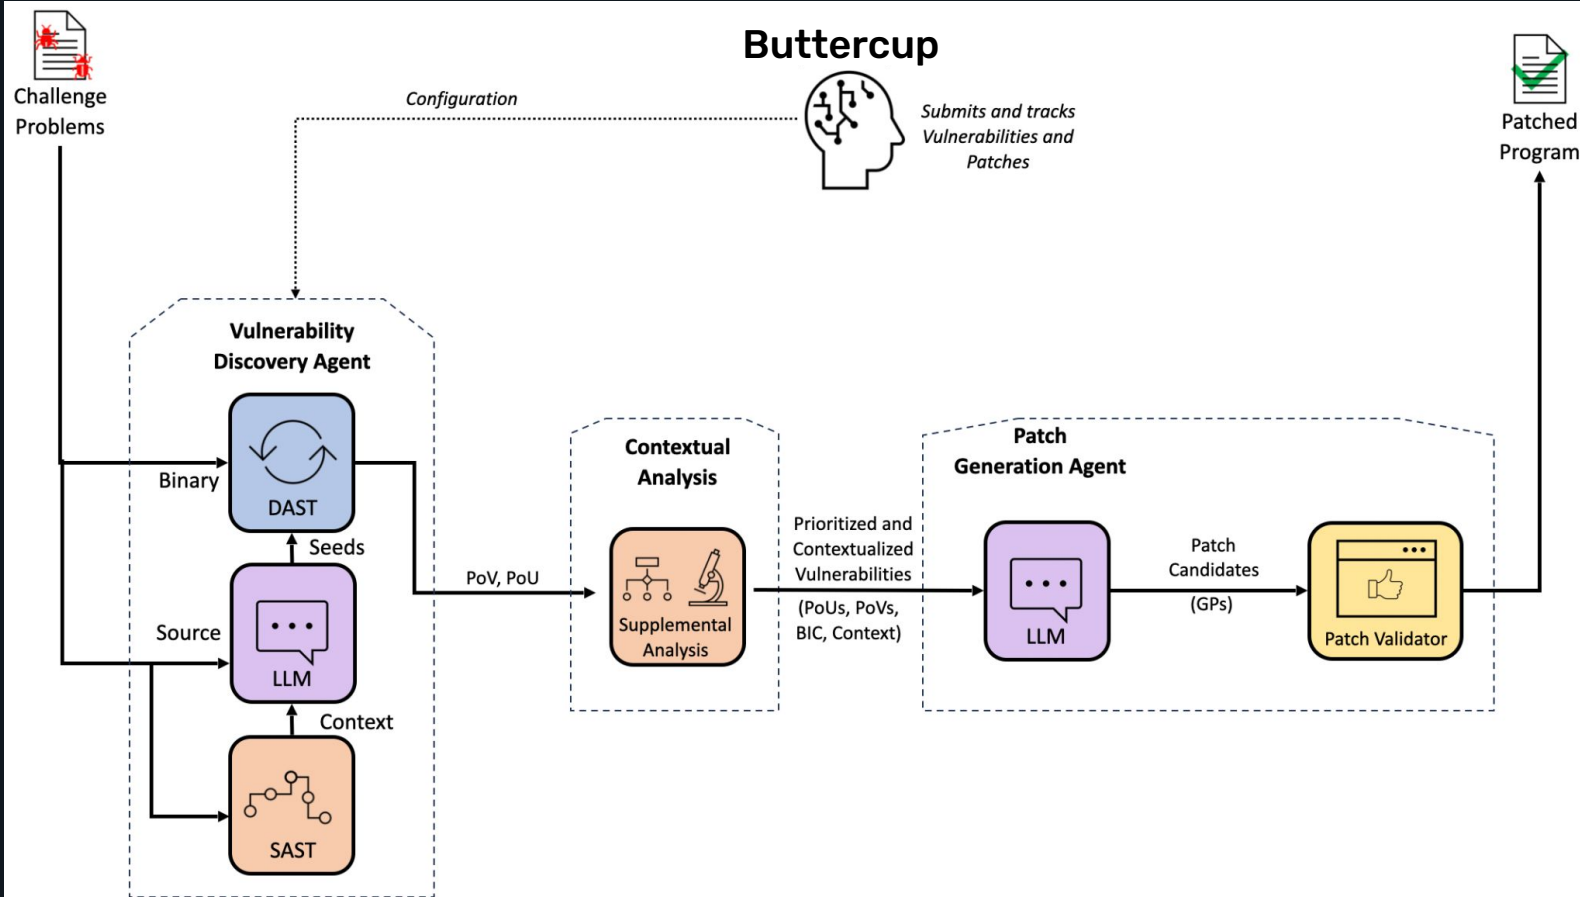 Buttercup
Challenge
Problems
Configuration
Submits and tracks
Vulnerabilities and
Patches
Patched
Program
Vulnerability
Discovery Agent
Binary
DAST
Seeds
Source
LLM
Context
SAST
PoV, PoU
Contextual
Analysis
Supplemental
Analysis
Prioritized and
Contextualized
Vulnerabilities
(PoUs, PoVs,
BIC, Context)
Patch
Generation Agent
LLM
Patch
Candidates
(GPs)
Patch Validator